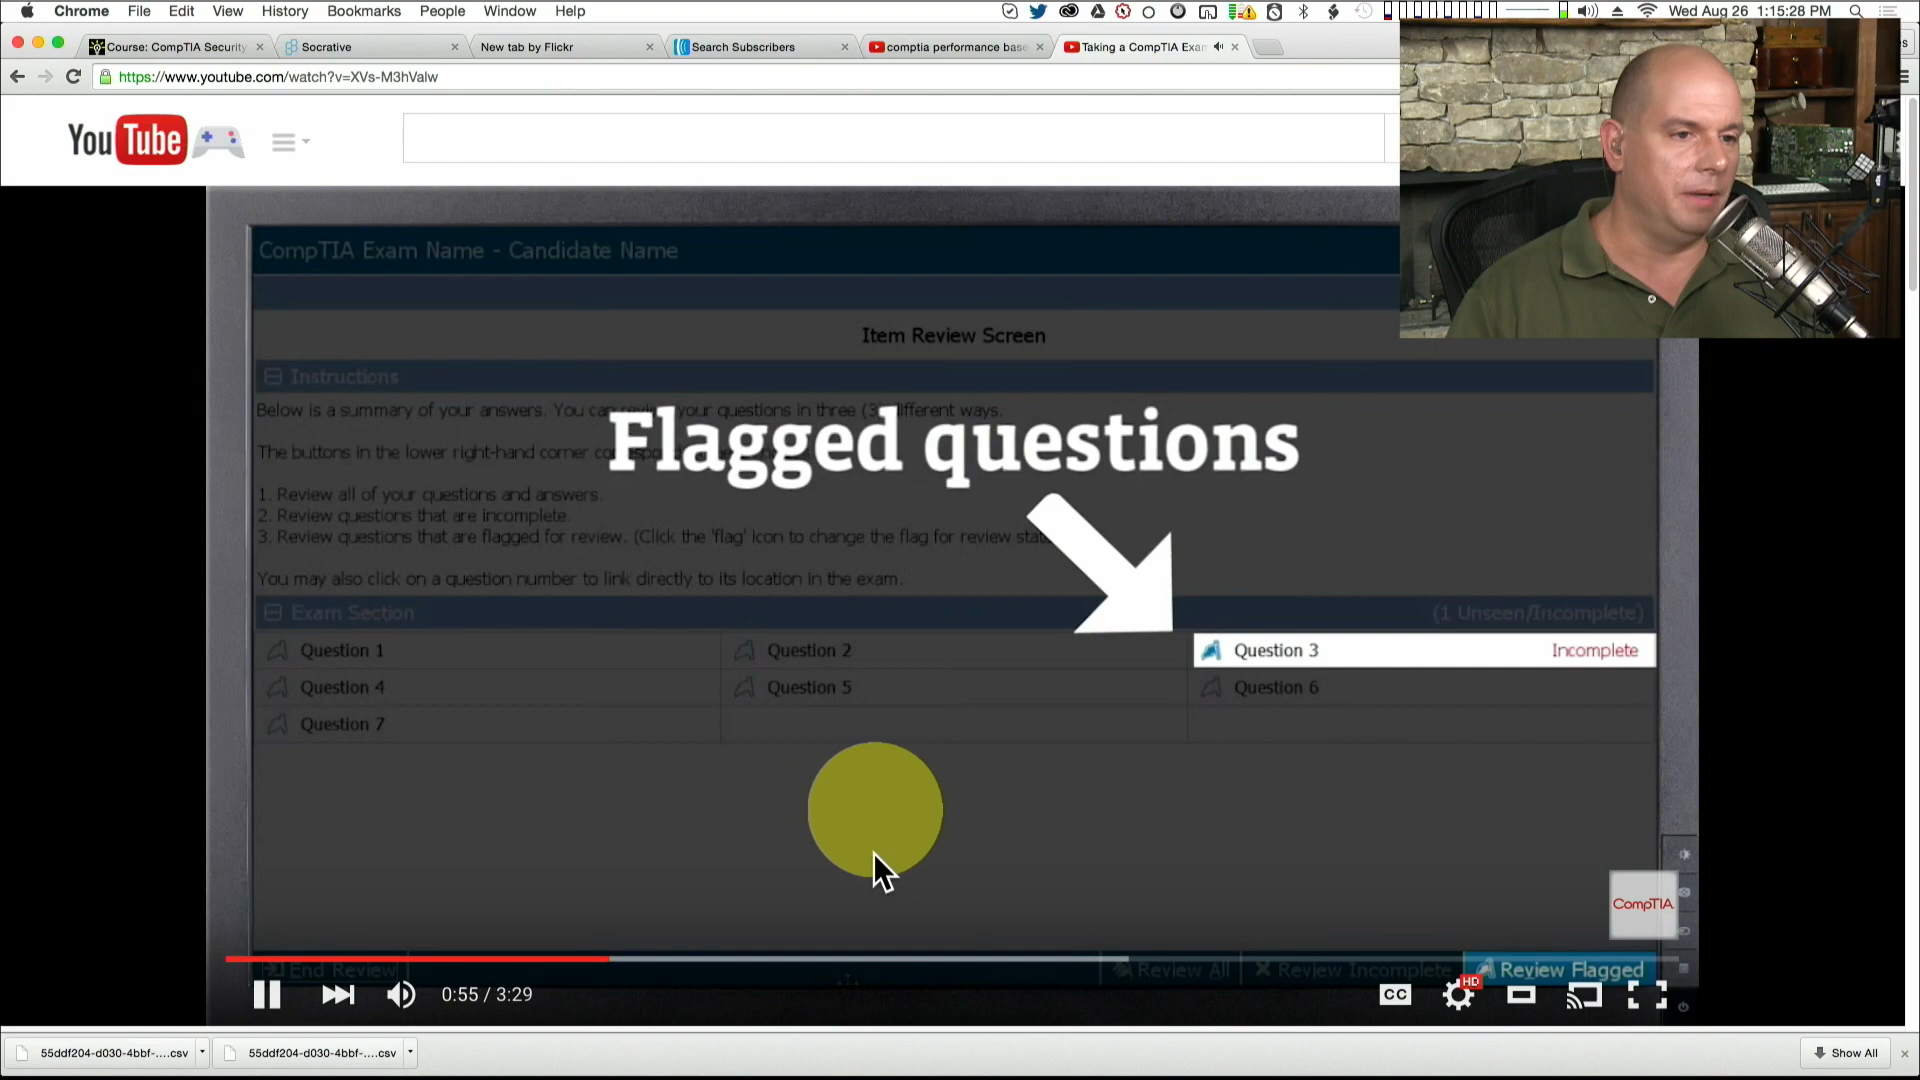 Chrome File Edit View History Bookmarks People Window Help
Wed Aug 26 1:15:28 PM
Course: CompTIA Security
Socrative
New tab by Flickr
Search Subscribers
comptia performance base
Taking a CompTIA Exa
https://www.youtube.com/watch?v=XVs-M3hValw
YouTube
CompTIA Exam Name - Candidate Name
Item Review Screen
Instructions
Below is a summary of your answers. You can review your questions in three (3) different ways.
Flagged questions
The buttons in the lower right-hand corner
1. Review all of your questions and answers.
2. Review questions that are incomplete.
3. Review questions that are flagged for review. (Click the 'flag' icon to change the flag for review
You may also click on a question number to link directly to its location in the exam.
Exam Section (1 Unseen/Incomplete)
Question 1 Question 2 Question 3 Incomplete
Question 4 Question 5 Question 6
Question 7
CompTIA
End Review Review All Review Incomplete Review Flagged
0:55 / 3:29
CC HD
55ddf204-d030-4bbf-....csv
55ddf204-d030-4bbf-....csv
Show All